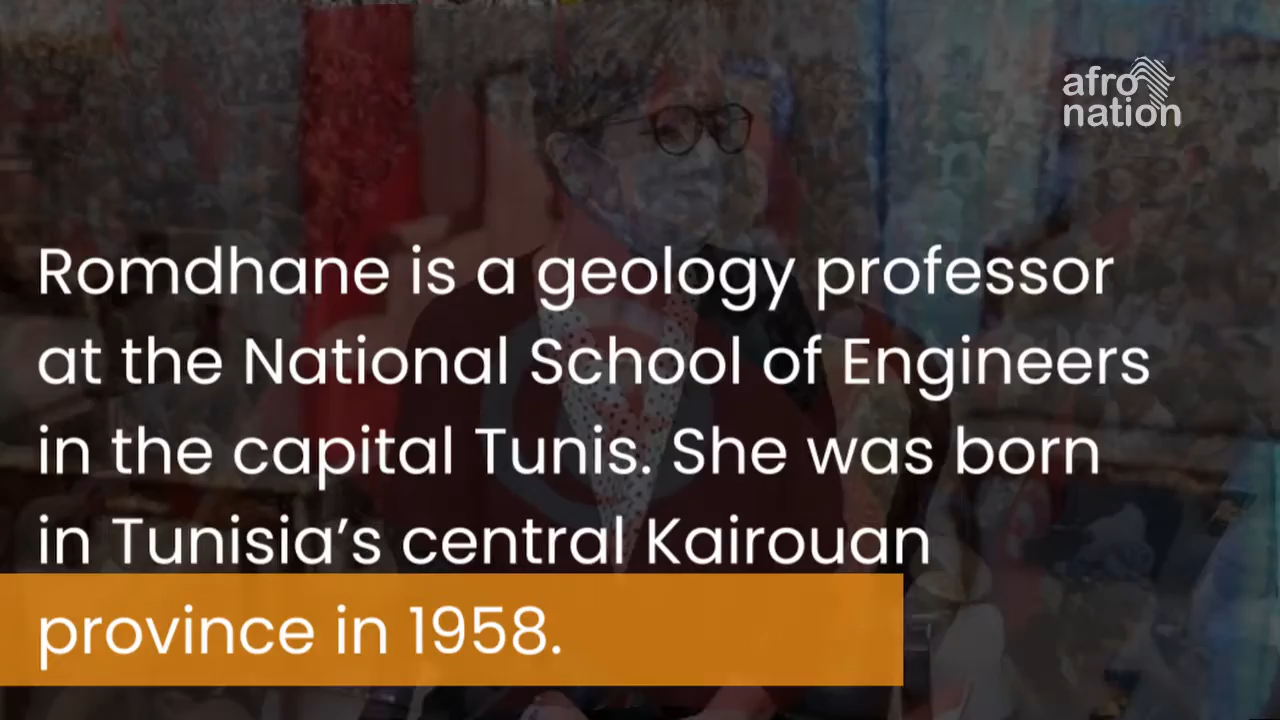 afro
nation
Romdhane is a geology professor
at the National School of Engineers
in the capital Tunis. She was born
in Tunisia’s central Kairouan
province in 1958.